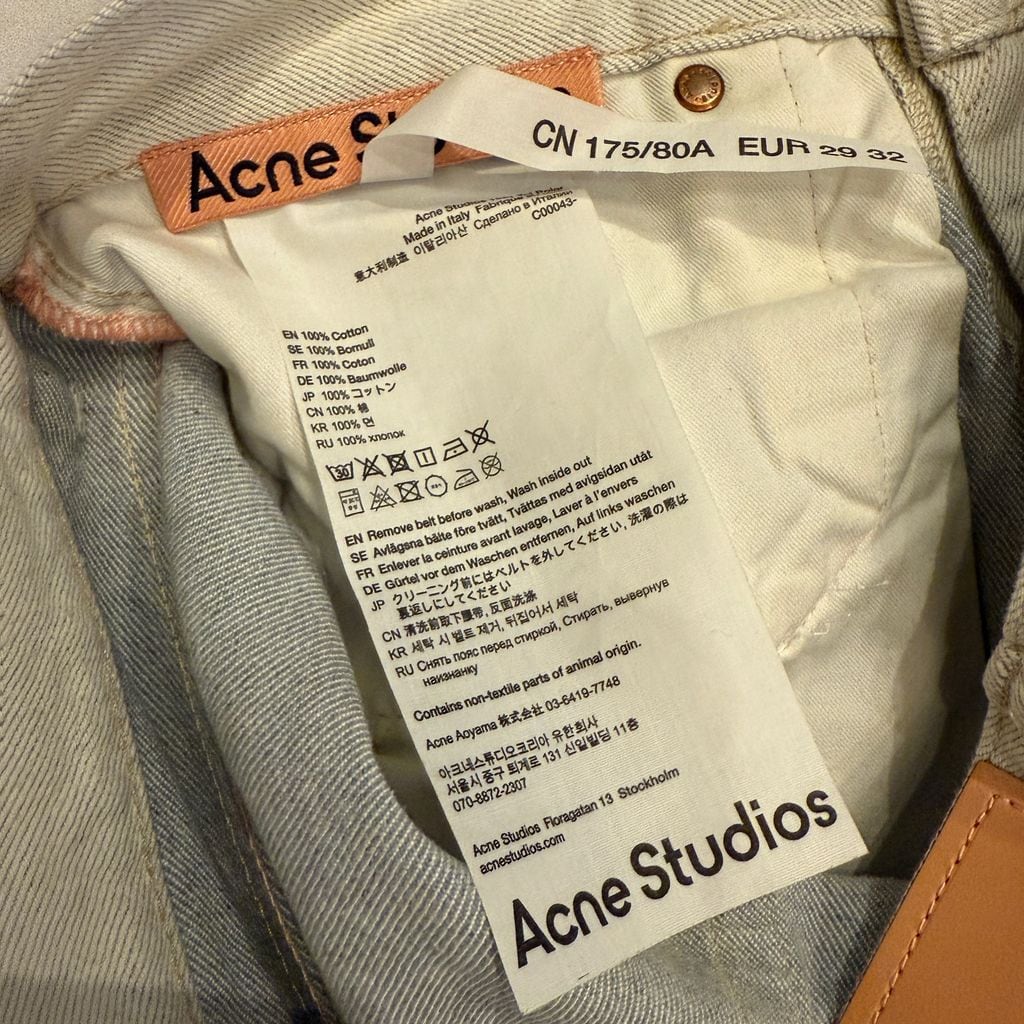 Acne
CN 175/80A EUR 29 32
Acne Studios
Made in Italy Fabriqué
Сделано в Италии
意大利制造 이탈리아산
C00043-
EN 100% Cotton
SE 100% Bomull
FR 100% Coton
DE 100% Baumwolle
JP 100% コットン
CN 100% 棉
KR 100% 면
RU 100% хлопок
30
EN Remove belt before wash, Wash inside out
SE Avlägsna bälte före tvätt, Tvättas med avigsidan utåt
FR Enlever la ceinture avant lavage, Laver à l'envers
DE Gürtel vor dem Waschen entfernen, Auf links waschen
JP クリーニング前にはベルトを外してください, 洗濯の際は
裏返しにしてください
CN 清洗前取下腰带, 反面洗涤
KR 세탁 시 벨트 제거, 뒤집어서 세탁
RU Снять пояс перед стиркой, Стирать, вывернув
наизнанку
Contains non-textile parts of animal origin.
Acne Aoyama 株式会社 03-6419-7748
아크네스튜디오코리아 유한회사
서울시 중구 퇴계로 131 신일빌딩 11층
070-8872-2307
Acne Studios Floragatan 13 Stockholm
acnestudios.com
Acne Studios